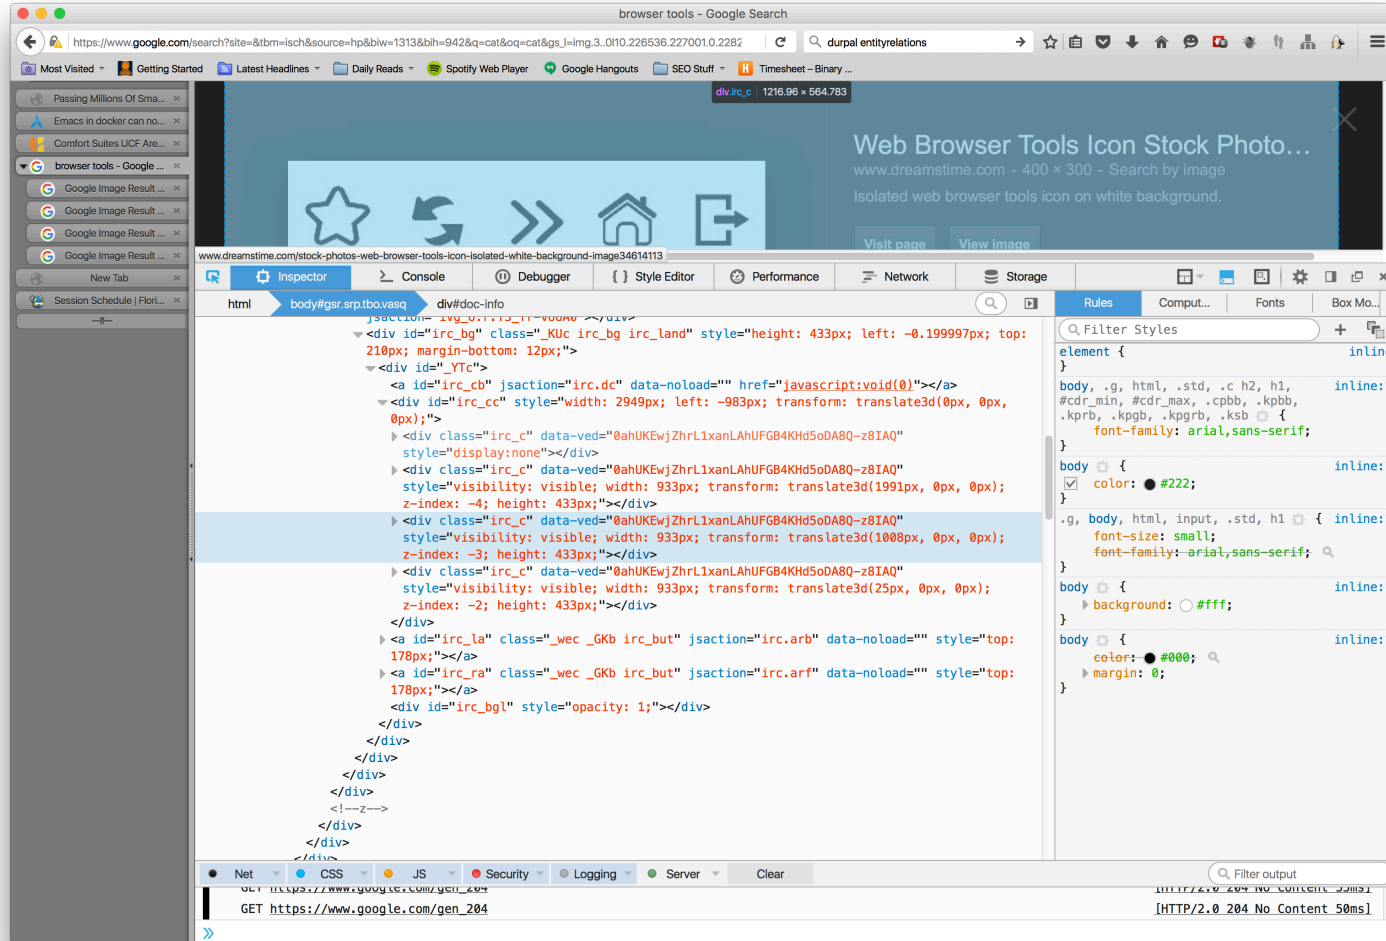 browser tools - Google Search
https://www.google.com/search?site=&tbm=isch&source=hp&biw=1313&bih=942&q=cat&oq=cat&gs_l=img.3..0l10.226536.227001.0.2282
durpal entityrelations
Most Visited
Getting Started
Latest Headlines
Daily Reads
Spotify Web Player
Google Hangouts
SEO Stuff
Timesheet – Binary ...
Passing Millions Of Sma...
Emacs in docker can no...
Comfort Suites UCF Are...
browser tools - Google ...
Google Image Result ...
Google Image Result ...
Google Image Result ...
Google Image Result ...
New Tab
Session Schedule | Flori...
div.irc_c | 1216.96 × 564.783
Web Browser Tools Icon Stock Photo...
www.dreamstime.com - 400 × 300 - Search by image
Isolated web browser tools icon on white background.
Visit page
View image
www.dreamstime.com/stock-photos-web-browser-tools-icon-isolated-white-background-image34614113
Inspector
Console
Debugger
{ } Style Editor
Performance
Network
Storage
html
body#gsr.srp.tbo.vasq
div#doc-info
<div id="irc_bg" class="_KUc irc_bg irc_land" style="height: 433px; left: -0.199997px; top:
210px; margin-bottom: 12px;">
<div id="_YTc">
<a id="irc_cb" jsaction="irc.dc" data-noload="" href="javascript:void(0)"></a>
<div id="irc_cc" style="width: 2949px; left: -983px; transform: translate3d(0px, 0px,
0px);">
<div class="irc_c" data-ved="0ahUKEwjZhrL1xanLAhUFGB4KHd5oDA8Q-z8IAQ"
style="display:none"></div>
<div class="irc_c" data-ved="0ahUKEwjZhrL1xanLAhUFGB4KHd5oDA8Q-z8IAQ"
style="visibility: visible; width: 933px; transform: translate3d(1991px, 0px, 0px);
z-index: -4; height: 433px;"></div>
<div class="irc_c" data-ved="0ahUKEwjZhrL1xanLAhUFGB4KHd5oDA8Q-z8IAQ"
style="visibility: visible; width: 933px; transform: translate3d(1008px, 0px, 0px);
z-index: -3; height: 433px;"></div>
<div class="irc_c" data-ved="0ahUKEwjZhrL1xanLAhUFGB4KHd5oDA8Q-z8IAQ"
style="visibility: visible; width: 933px; transform: translate3d(25px, 0px, 0px);
z-index: -2; height: 433px;"></div>
</div>
<a id="irc_la" class="_wec _GKb irc_but" jsaction="irc.arb" data-noload="" style="top:
178px;"></a>
<a id="irc_ra" class="_wec _GKb irc_but" jsaction="irc.arf" data-noload="" style="top:
178px;"></a>
<div id="irc_bgl" style="opacity: 1;"></div>
</div>
</div>
</div>
</div>
</div>
<!--z-->
</div>
</div>
</div>
Rules
Comput...
Fonts
Box Mo...
Filter Styles
element {
inline
}
body, .g, html, .std, .c h2, h1,
inline:
#cdr_min, #cdr_max, .cpbb, .kpbb,
.kprb, .kpgb, .kpgrb, .ksb {
font-family: arial,sans-serif;
}
body {
inline:
color: #222;
}
.g, body, html, input, .std, h1 {
inline:
font-size: small;
font-family: arial,sans-serif;
}
body {
inline:
background: #fff;
}
body {
inline:
color: #000;
margin: 0;
}
Net
CSS
JS
Security
Logging
Server
Clear
Filter output
GET https://www.google.com/gen_204
[HTTP/2.0 204 No Content 55ms]
GET https://www.google.com/gen_204
[HTTP/2.0 204 No Content 50ms]